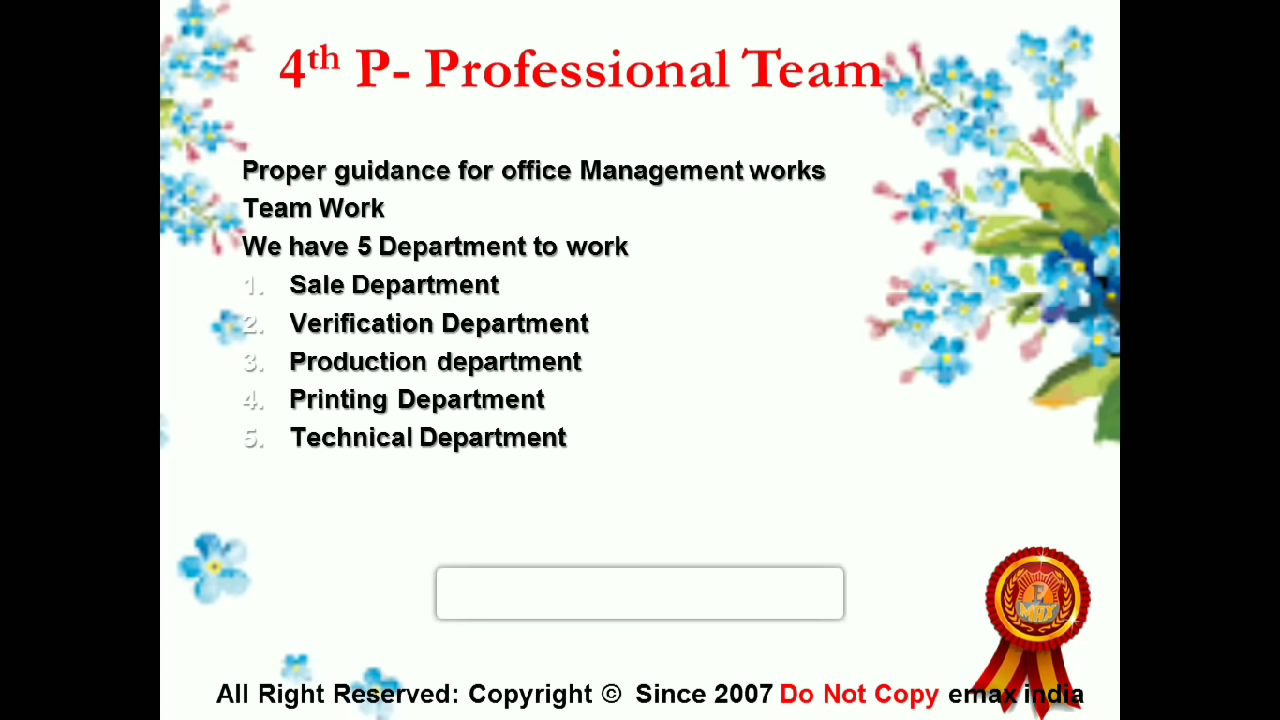 4th P- Professional Team
Proper guidance for office Management works
Team Work
We have 5 Department to work
1. Sale Department
2. Verification Department
3. Production department
4. Printing Department
5. Technical Department
E
MAX
All Right Reserved: Copyright © Since 2007 Do Not Copy emax india